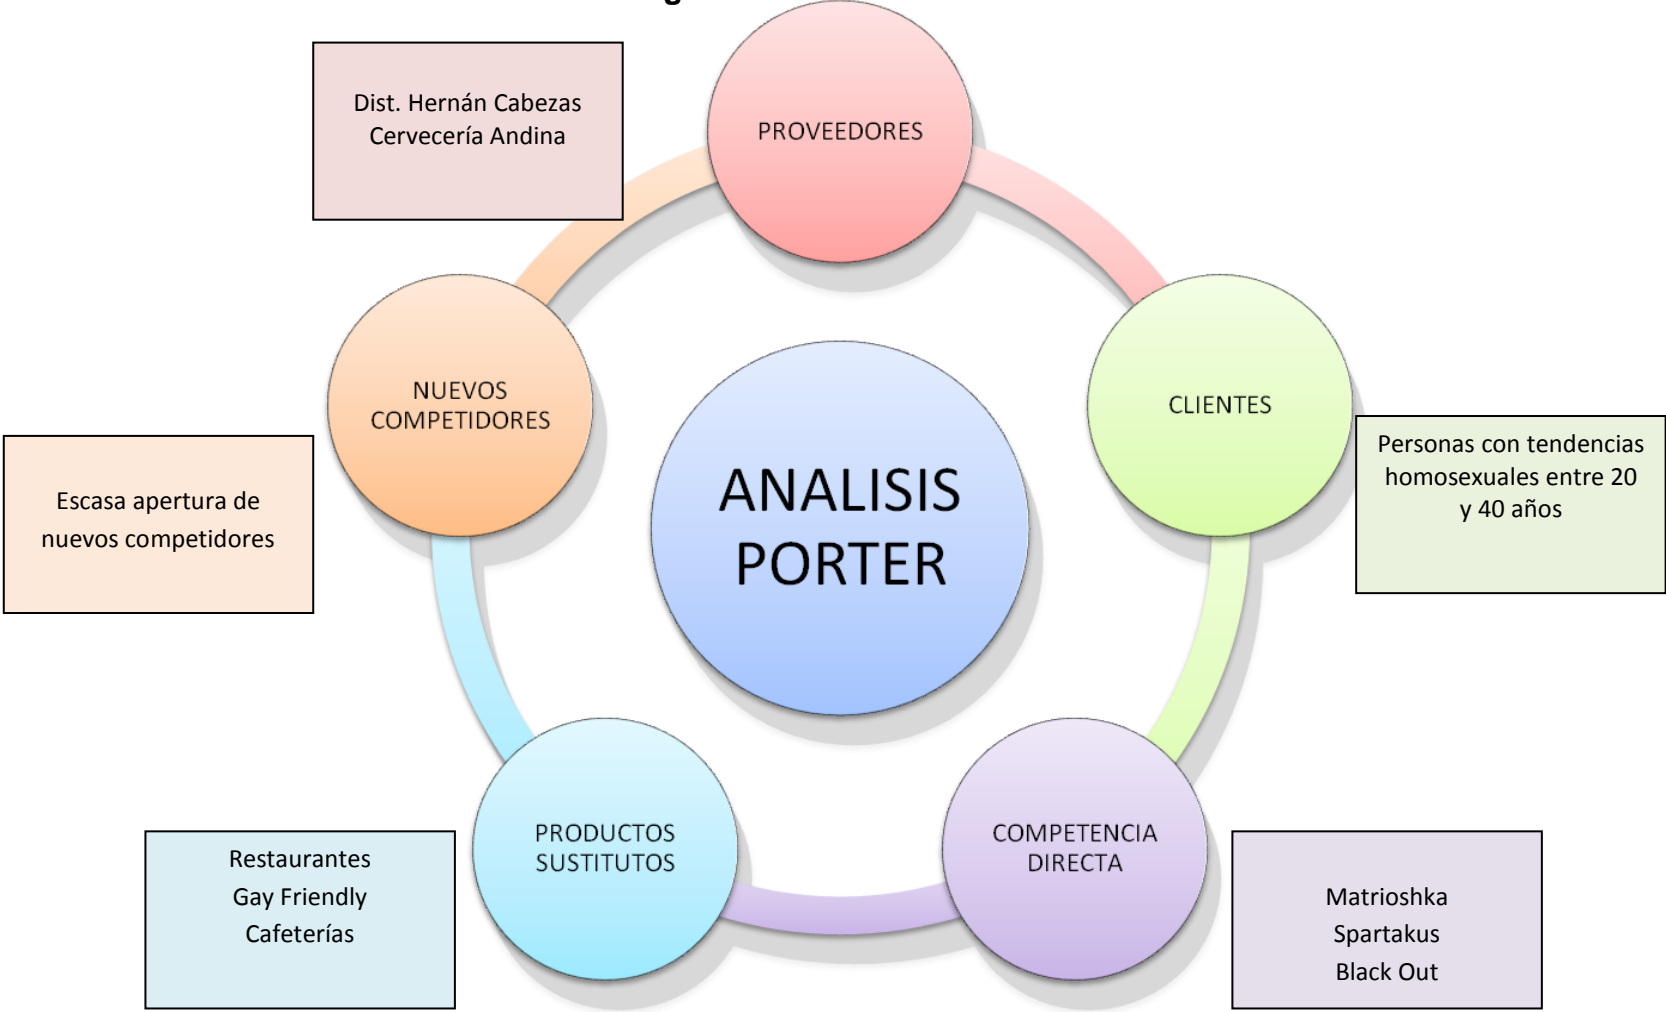 Dist. Hernán Cabezas
Cervecería Andina
PROVEEDORES
NUEVOS
COMPETIDORES
CLIENTES
Escasa apertura de
nuevos competidores
ANALISIS
PORTER
Personas con tendencias
homosexuales entre 20
y 40 años
PRODUCTOS
SUSTITUTOS
COMPETENCIA
DIRECTA
Restaurantes
Gay Friendly
Cafeterías
Matrioshka
Spartakus
Black Out